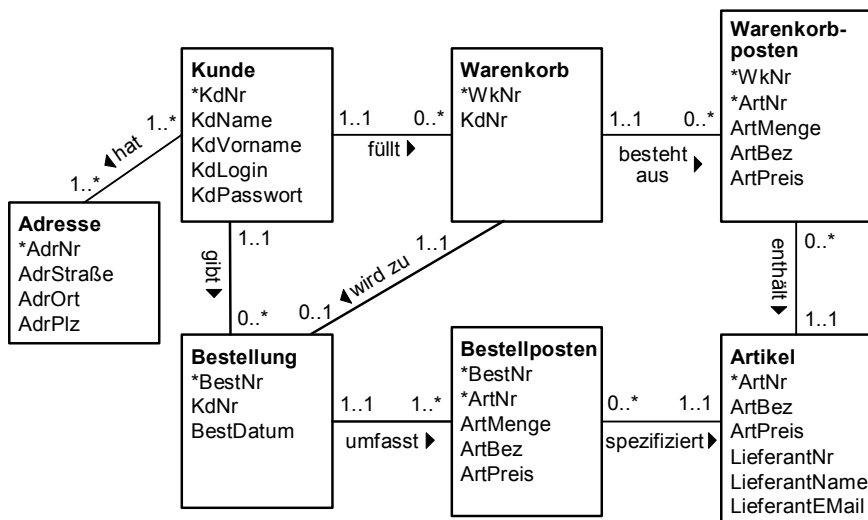 Kunde
*KdNr
KdName
KdVorname
KdLogin
KdPasswort
Warenkorb
*WkNr
KdNr
Warenkorb-
posten
*WkNr
*ArtNr
ArtMenge
ArtBez
ArtPreis
1..1
0..*
füllt
1..1
0..*
besteht
aus
1..*
hat
1..*
Adresse
*AdrNr
AdrStraße
AdrOrt
AdrPlz
1..1
gibt
0..*
1..1
wird zu
0..1
0..*
enthält
1..1
Bestellung
*BestNr
KdNr
BestDatum
1..1
1..*
umfasst
Bestellposten
*BestNr
*ArtNr
ArtMenge
ArtBez
ArtPreis
0..*
1..1
spezifiziert
Artikel
*ArtNr
ArtBez
ArtPreis
LieferantNr
LieferantName
LieferantEMail